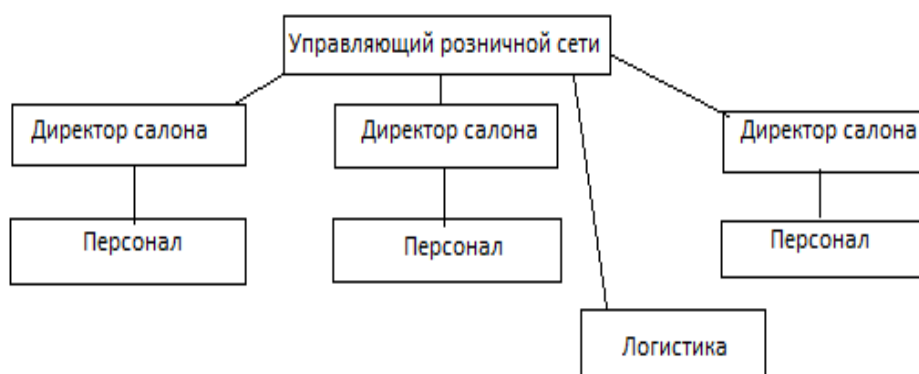 Управляющий розничной сети
Директор салона
Директор салона
Директор салона
Персонал
Персонал
Персонал
Логистика